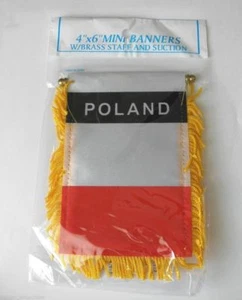 4"x6" MINI BANNERS
W/BRASS STAFF AND SUCTION
POLAND